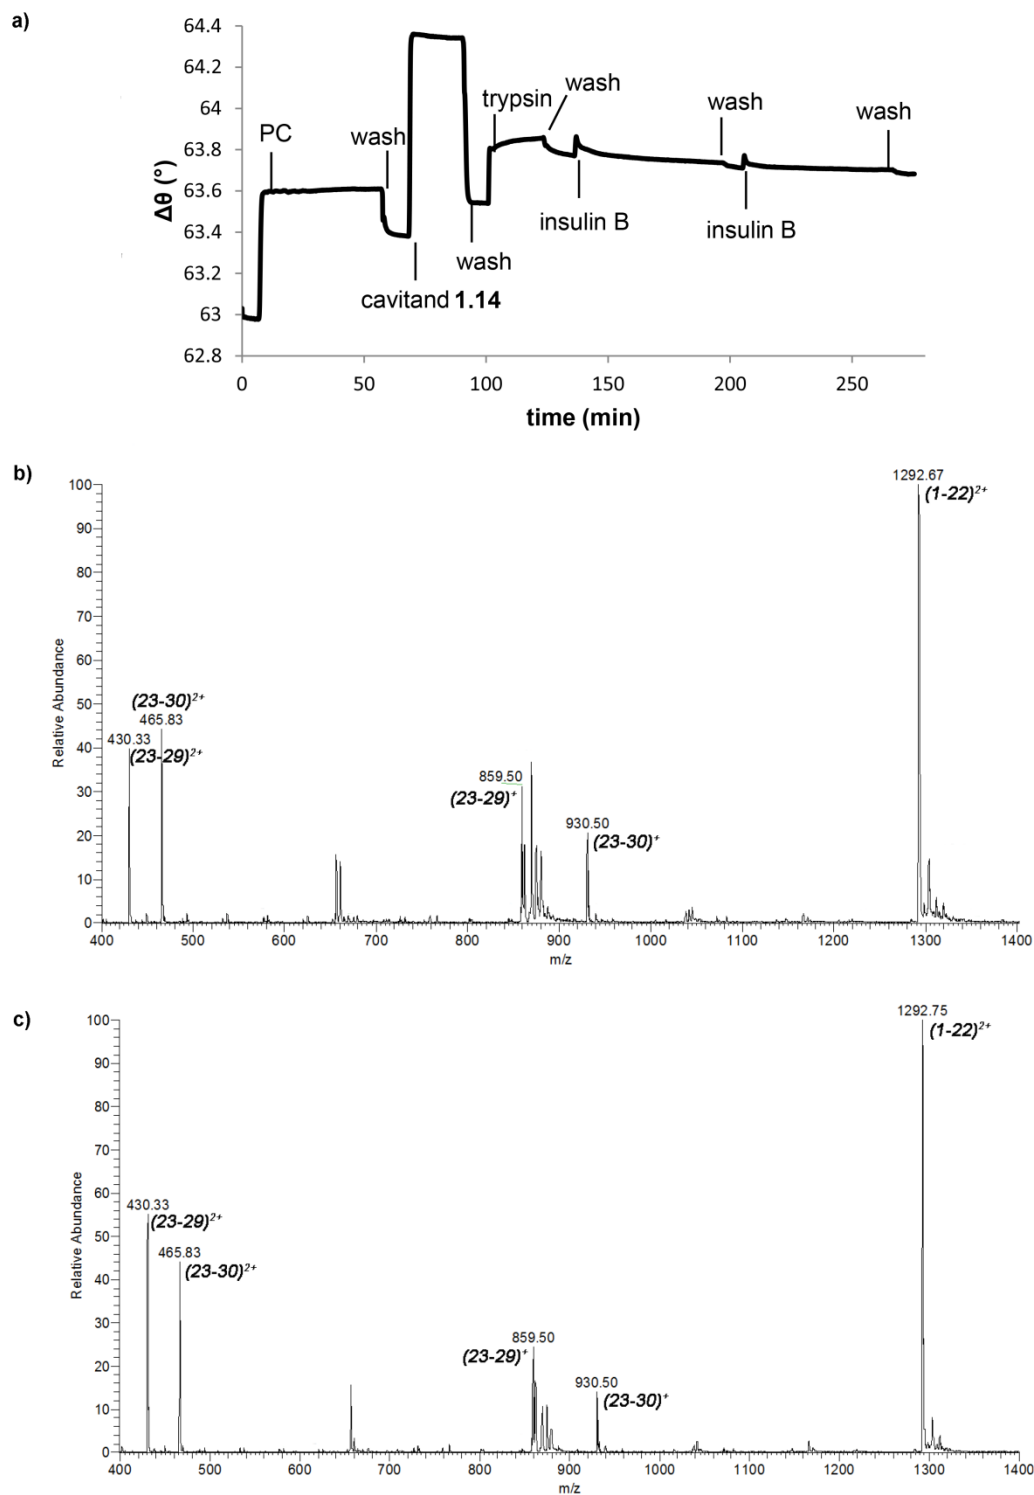 a)
64.4
64.2
64
63.8
63.6
63.4
63.2
63
62.8
Δθ (°)
PC
wash
cavitand 1.14
wash
trypsin
wash
insulin B
wash
insulin B
wash
0 50 100 150 200 250
time (min)
b)
100
90
80
70
60
50
40
30
20
10
0
Relative Abundance
(23-30)²⁺
465.83
430.33
(23-29)²⁺
859.50
(23-29)⁺
930.50
(23-30)⁺
1292.67
(1-22)²⁺
400 500 600 700 800 900 1000 1100 1200 1300 1400
m/z
c)
100
90
80
70
60
50
40
30
20
10
0
Relative Abundance
430.33
(23-29)²⁺
465.83
(23-30)²⁺
859.50
(23-29)⁺
930.50
(23-30)⁺
1292.75
(1-22)²⁺
400 500 600 700 800 900 1000 1100 1200 1300 1400
m/z